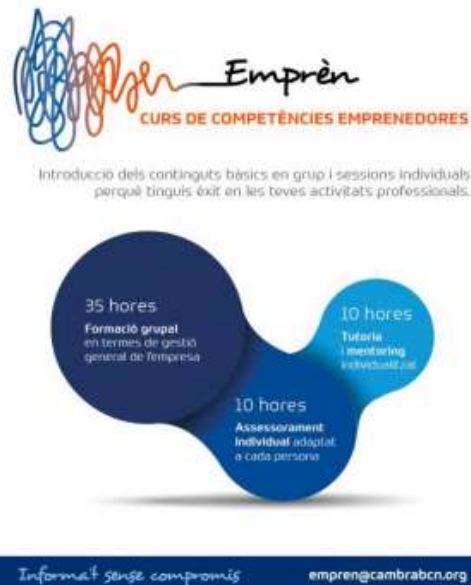 Emprèn
CURS DE COMPETÈNCIES EMPRENEDORES
Introducció dels continguts bàsics en grup i sessions individuals
perquè tinguis èxit en les teves activitats professionals.
35 hores
Formació grupal
en termes de gestió
general de l'empresa
10 hores
Tutoria
i mentoring
individualitzat
10 hores
Assessorament
individual adaptat
a cada persona
Informa't sense compromís
empren@cambrabcn.org